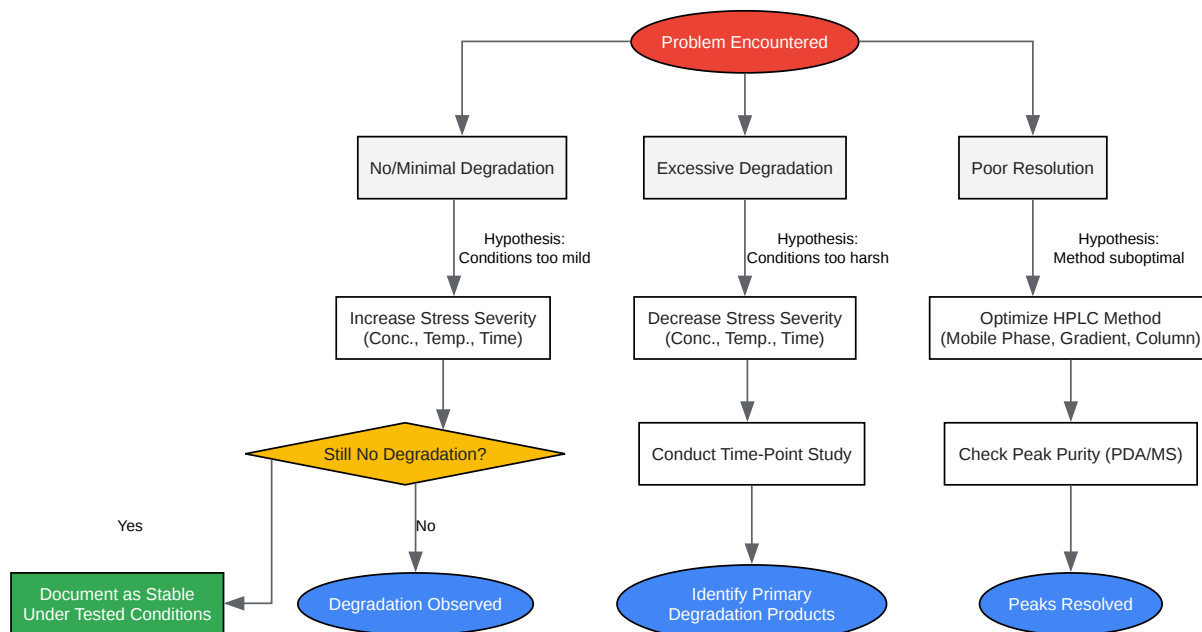 Problem Encountered
No/Minimal Degradation
Excessive Degradation
Poor Resolution
Hypothesis:
Conditions too mild
Hypothesis:
Conditions too harsh
Hypothesis:
Method suboptimal
Increase Stress Severity
(Conc., Temp., Time)
Decrease Stress Severity
(Conc., Temp., Time)
Optimize HPLC Method
(Mobile Phase, Gradient, Column)
Still No Degradation?
Conduct Time-Point Study
Check Peak Purity (PDA/MS)
Yes
No
Document as Stable
Under Tested Conditions
Degradation Observed
Identify Primary
Degradation Products
Peaks Resolved